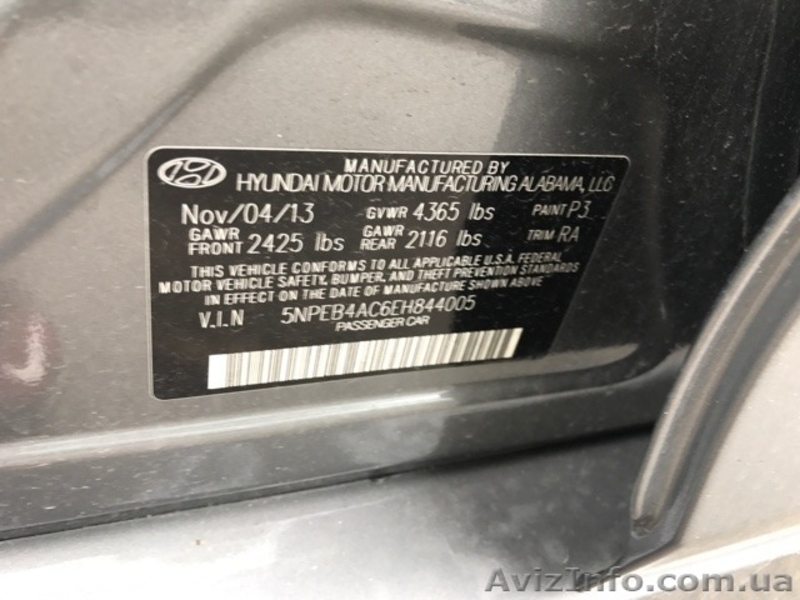 MANUFACTURED BY
HYUNDAI MOTOR MANUFACTURING ALABAMA, LLC
Nov/04/13 GVWR 4365 lbs PAINT P3
GAWR FRONT 2425 lbs GAWR REAR 2116 lbs TRIM RA
THIS VEHICLE CONFORMS TO ALL APPLICABLE U.S.A. FEDERAL
MOTOR VEHICLE SAFETY, BUMPER, AND THEFT PREVENTION STANDARDS
IN EFFECT ON THE DATE OF MANUFACTURE SHOWN ABOVE
V.I.N 5NPEB4AC6EH844005
PASSENGER CAR
AvizInfo.com.ua